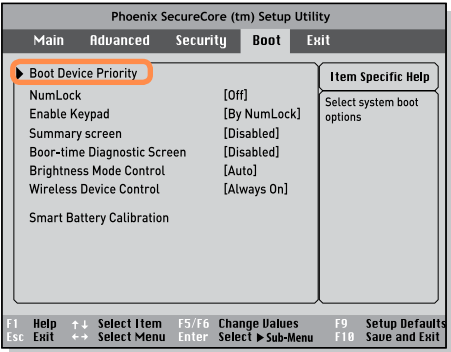 Phoenix SecureCore (tm) Setup Utility
Main Advanced Security Boot Exit
▶ Boot Device Priority
NumLock [Off]
Enable Keypad [By NumLock]
Summary screen [Disabled]
Boor-time Diagnostic Screen [Disabled]
Brightness Mode Control [Auto]
Wireless Device Control [Always On]
Smart Battery Calibration
Item Specific Help
Select system boot
options
F1 Help ↑↓ Select Item F5/F6 Change Values F9 Setup Defaults
Esc Exit ←→ Select Menu Enter Select ▶ Sub-Menu F10 Save and Exit